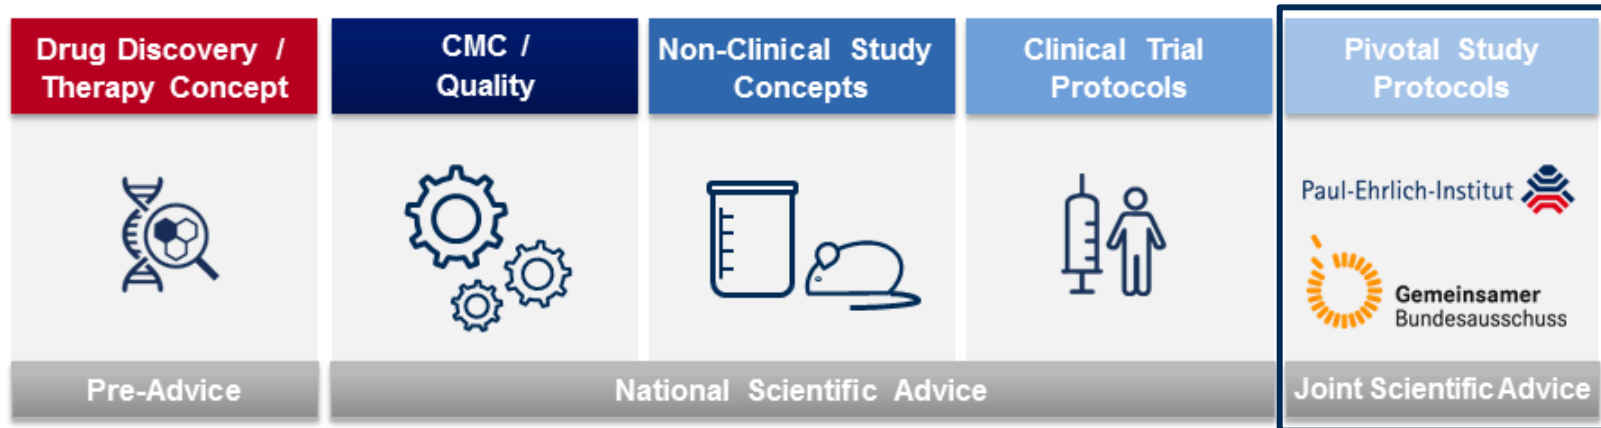 Drug Discovery /
Therapy Concept
CMC /
Quality
Non-Clinical Study
Concepts
Clinical Trial
Protocols
Pivotal Study
Protocols
Paul-Ehrlich-Institut
Gemeinsamer
Bundesausschuss
Pre-Advice
National Scientific Advice
Joint Scientific Advice